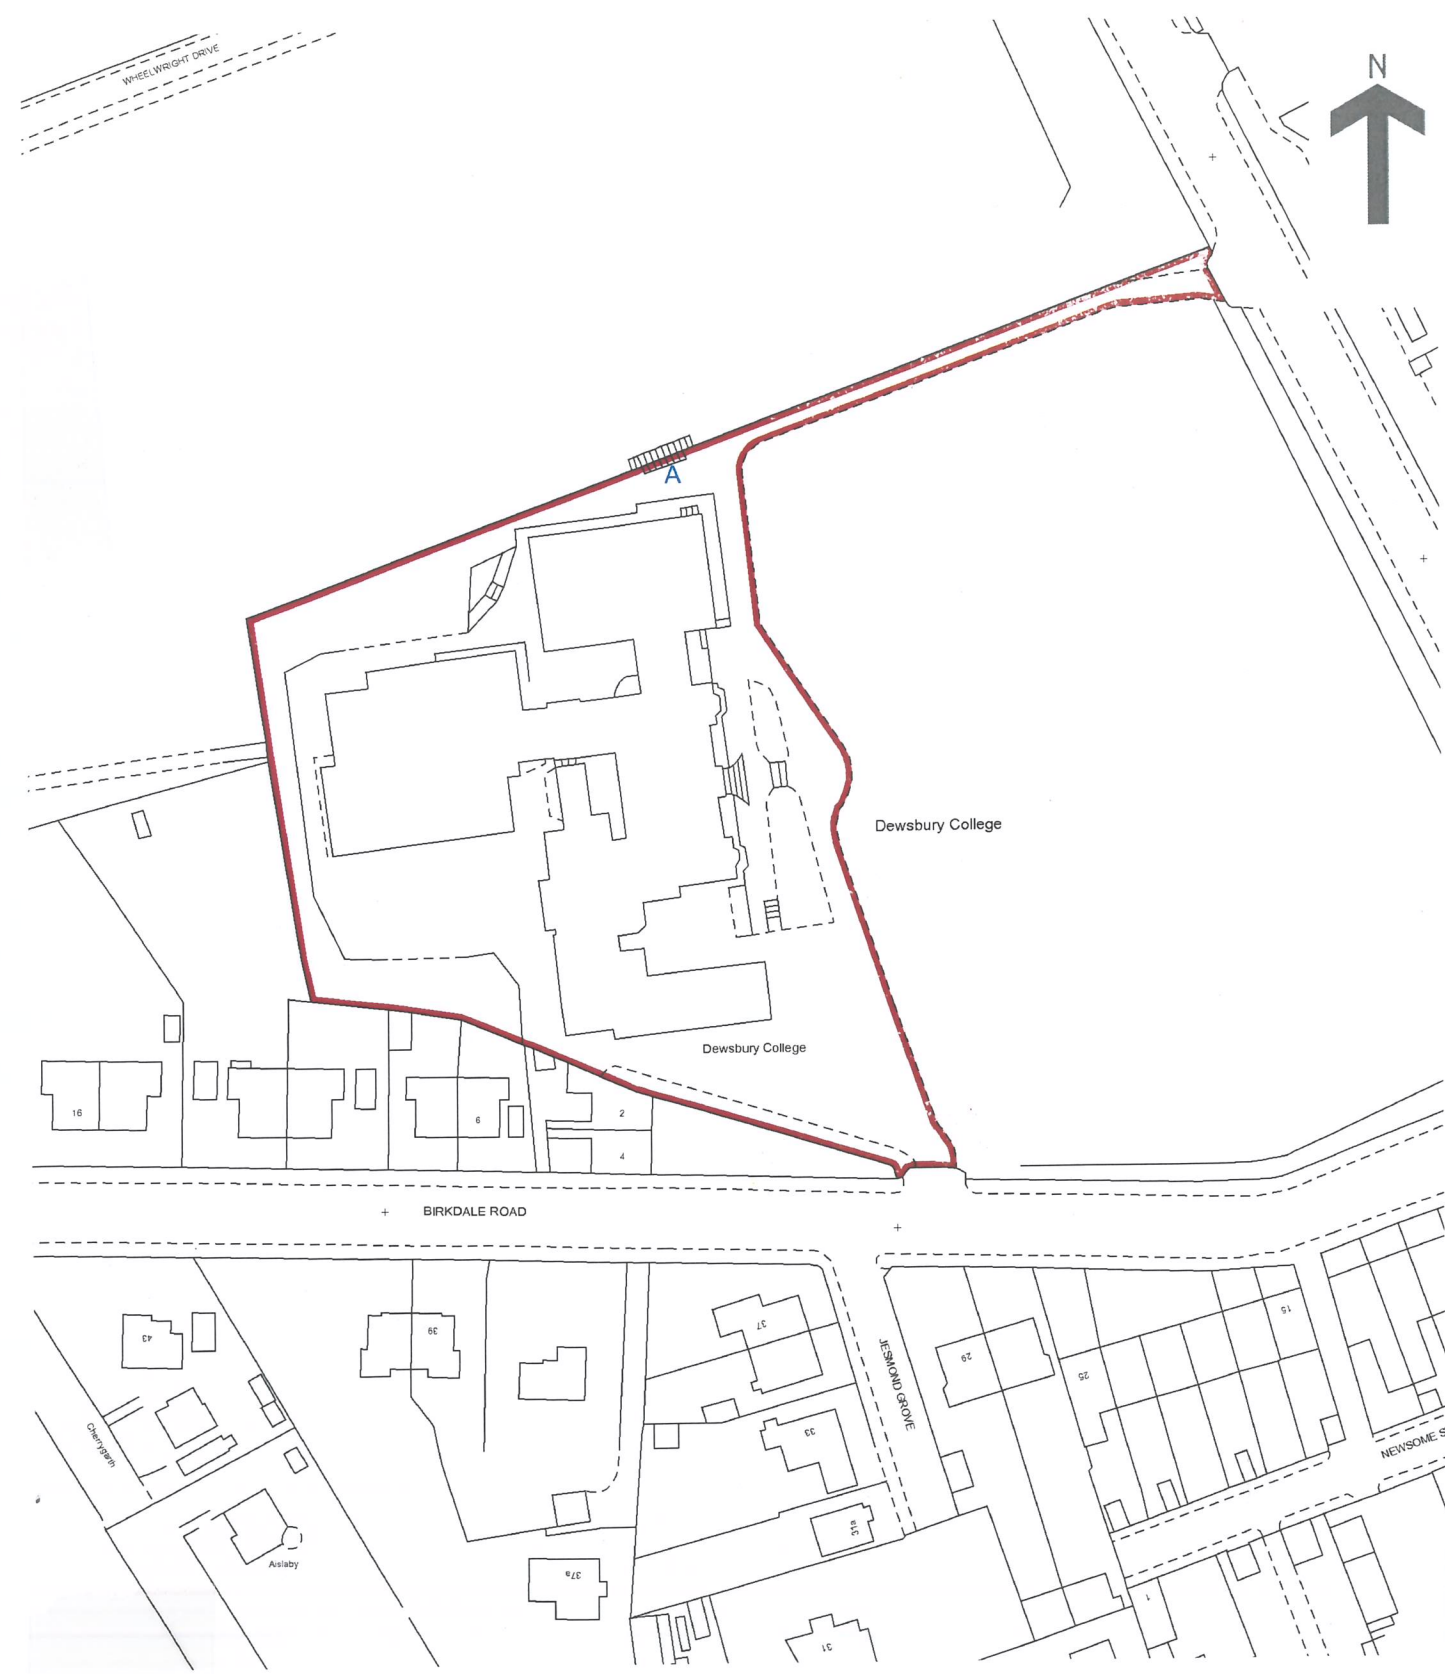 WHEELWRIGHT DRIVE
N
A
Dewsbury College
Dewsbury College
16
6
2
4
BIRKDALE ROAD
43
39
37
JESMOND GROVE
29
25
15
NEWSOME S
33
Cherrygarth
31a
Aislaby
37a
1
31